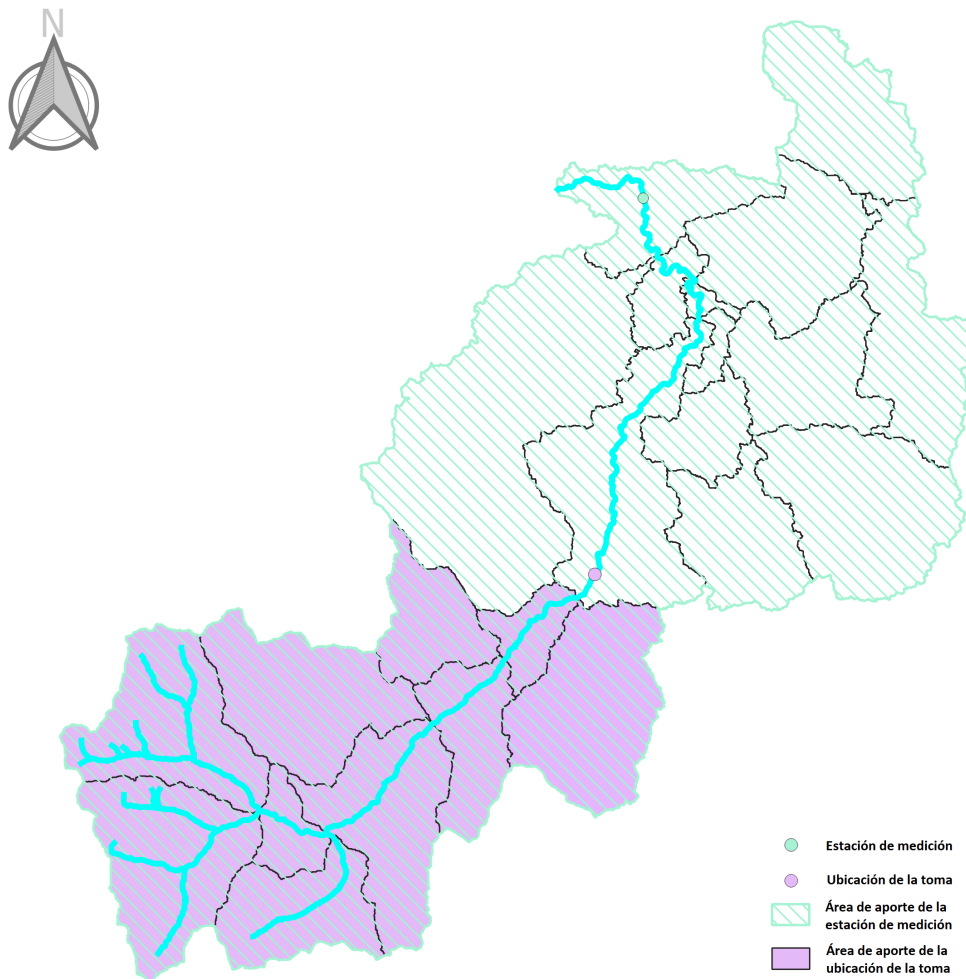 N
Estación de medición
Ubicación de la toma
Área de aporte de la
estación de medición
Área de aporte de la
ubicación de la toma